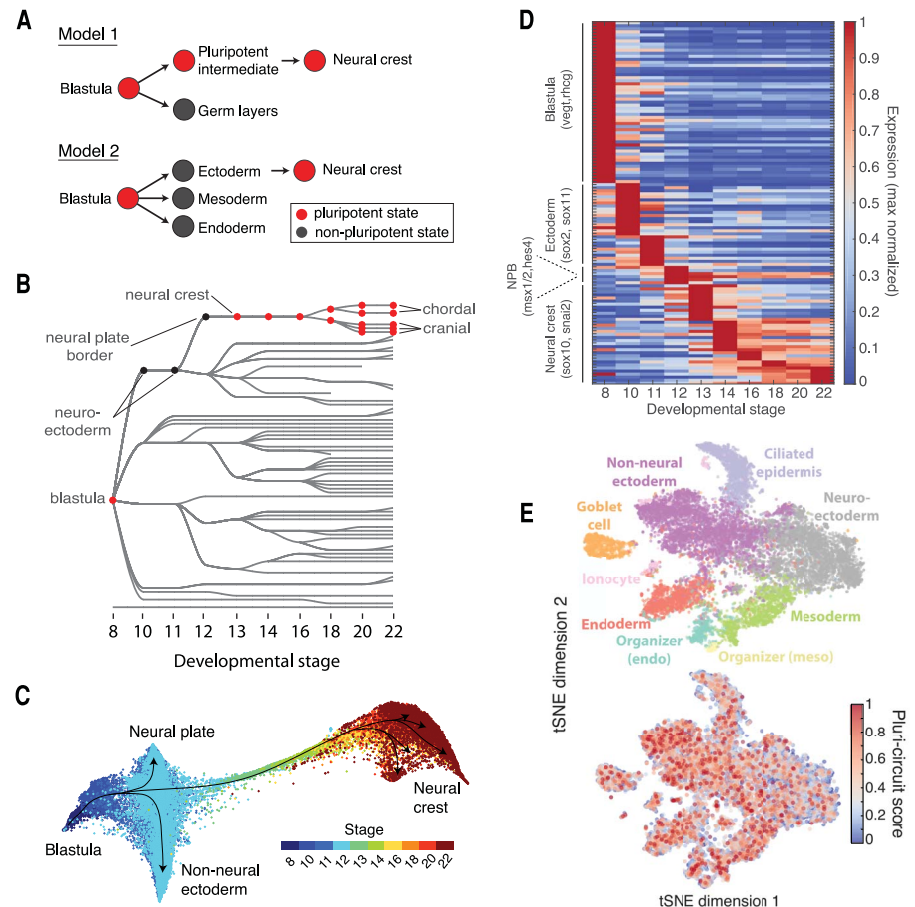 A
Model 1
Pluripotent
intermediate
Neural crest
Blastula
Germ layers
Model 2
Ectoderm
Neural crest
Blastula
Mesoderm
Endoderm
pluripotent state
non-pluripotent state
B
neural crest
chordal
cranial
neural plate
border
neuro-
ectoderm
blastula
8 10 11 12 13 14 16 18 20 22
Developmental stage
C
Neural plate
Blastula
Non-neural
ectoderm
Neural
crest
Stage
8 10 11 12 13 14 16 18 20 22
D
Blastula
(vegt,rhcg)
Ectoderm
(sox2, sox11)
NPB
(msx1/2,hes4)
Neural crest
(sox10, snai2)
8 10 11 12 13 14 16 18 20 22
Developmental stage
1
0.9
0.8
0.7
0.6
0.5
0.4
0.3
0.2
0.1
0
Expression (max normalized)
E
Non-neural
ectoderm
Ciliated
epidermis
Neuro-
ectoderm
Goblet
cell
Ionocyte
Endoderm
Mesoderm
Organizer
(endo)
Organizer (meso)
tSNE dimension 2
1
0.8
0.6
0.4
0.2
0
Pluri-circuit score
tSNE dimension 1